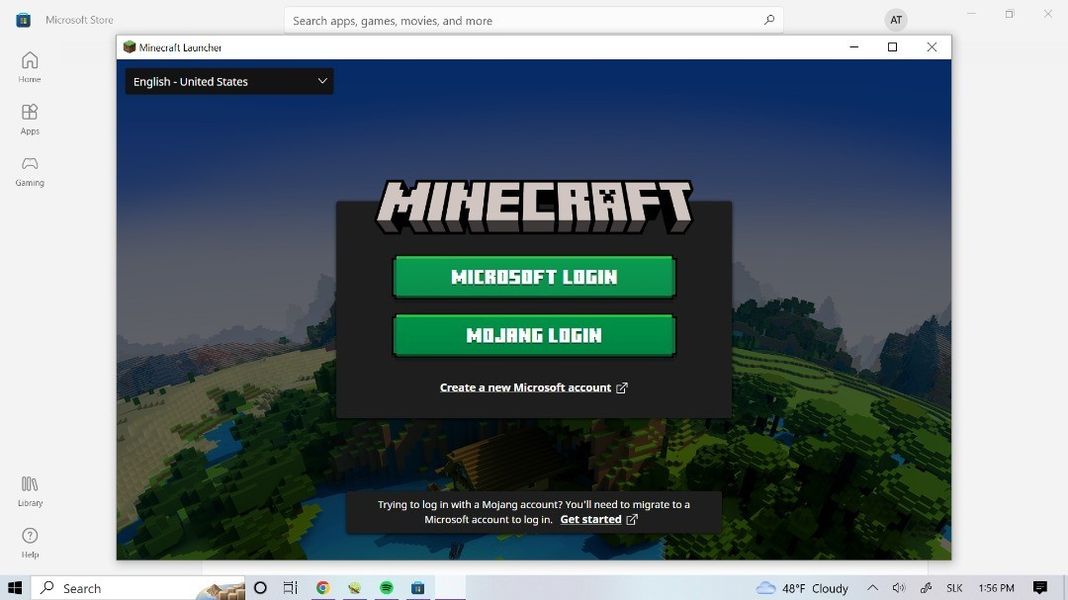 Microsoft Store
Search apps, games, movies, and more
AT
Minecraft Launcher
Home
English - United States
Apps
Gaming
MINECRAFT
MICROSOFT LOGIN
MOJANG LOGIN
Create a new Microsoft account
Library
Trying to log in with a Mojang account? You'll need to migrate to a
Microsoft account to log in. Get started
Help
Search
48°F Cloudy
SLK
1:56 PM